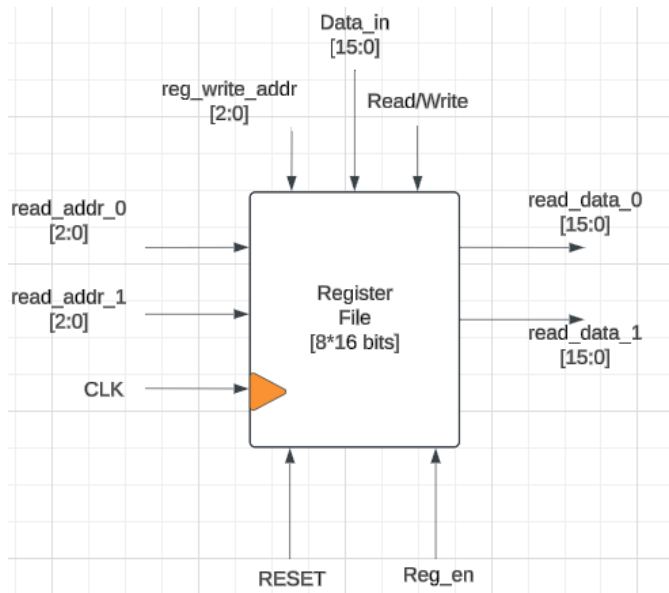 Data_in
[15:0]
reg_write_addr
[2:0]
Read/Write
read_addr_0
[2:0]
read_data_0
[15:0]
read_addr_1
[2:0]
Register
File
[8*16 bits]
read_data_1
[15:0]
CLK
RESET
Reg_en